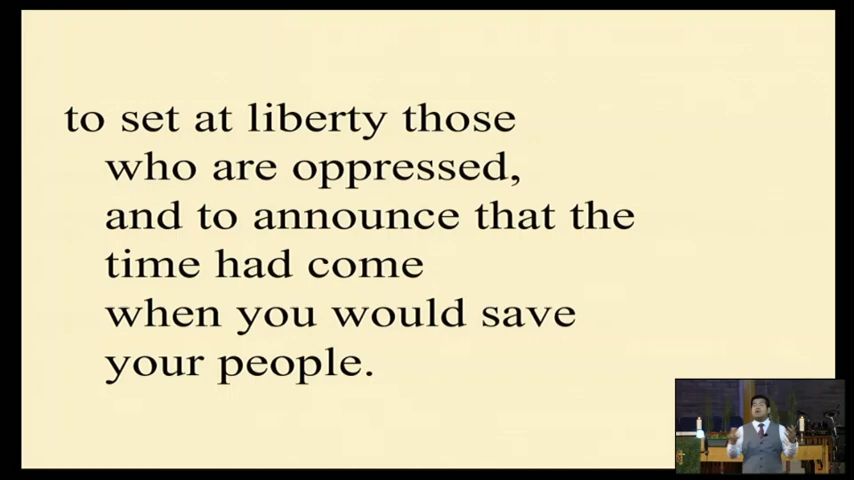 to set at liberty those
who are oppressed,
and to announce that the
time had come
when you would save
your people.